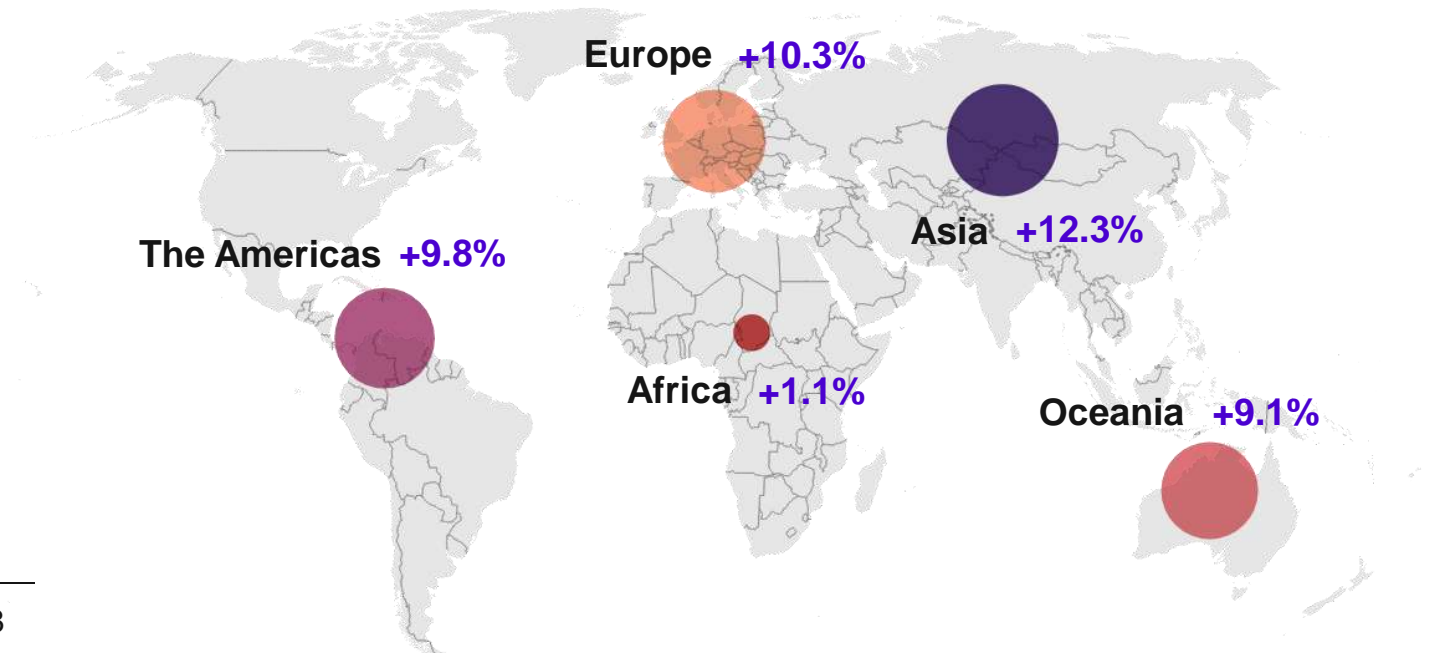 Europe +10.3%
Asia +12.3%
The Americas +9.8%
Africa +1.1%
Oceania +9.1%